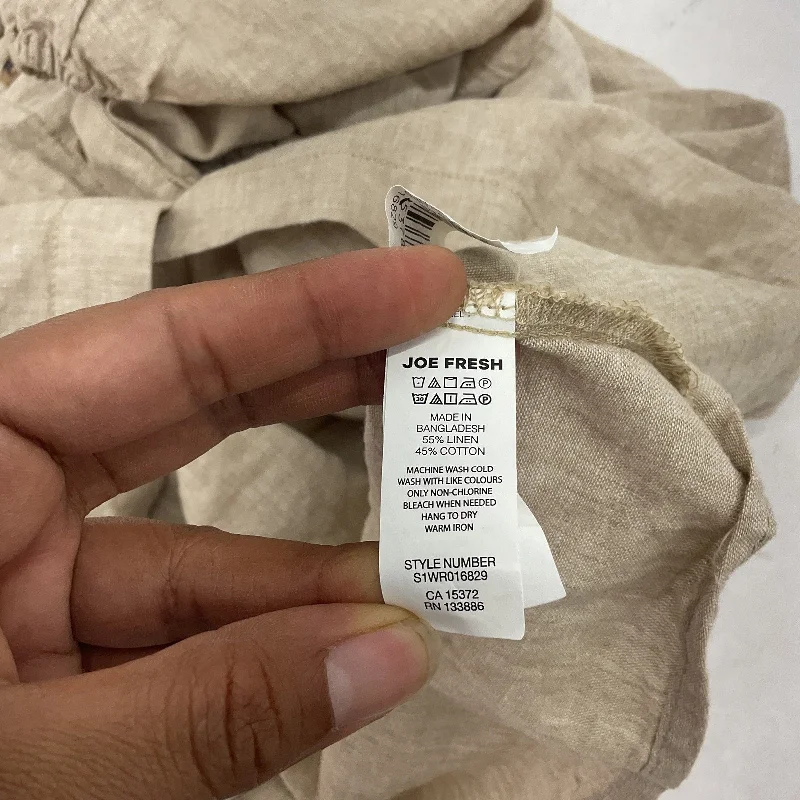 JOE FRESH
MADE IN
BANGLADESH
55% LINEN
45% COTTON
MACHINE WASH COLD
WASH WITH LIKE COLOURS
ONLY NON-CHLORINE
BLEACH WHEN NEEDED
HANG TO DRY
WARM IRON
STYLE NUMBER
S1WR016829
CA 15372
RN 133886